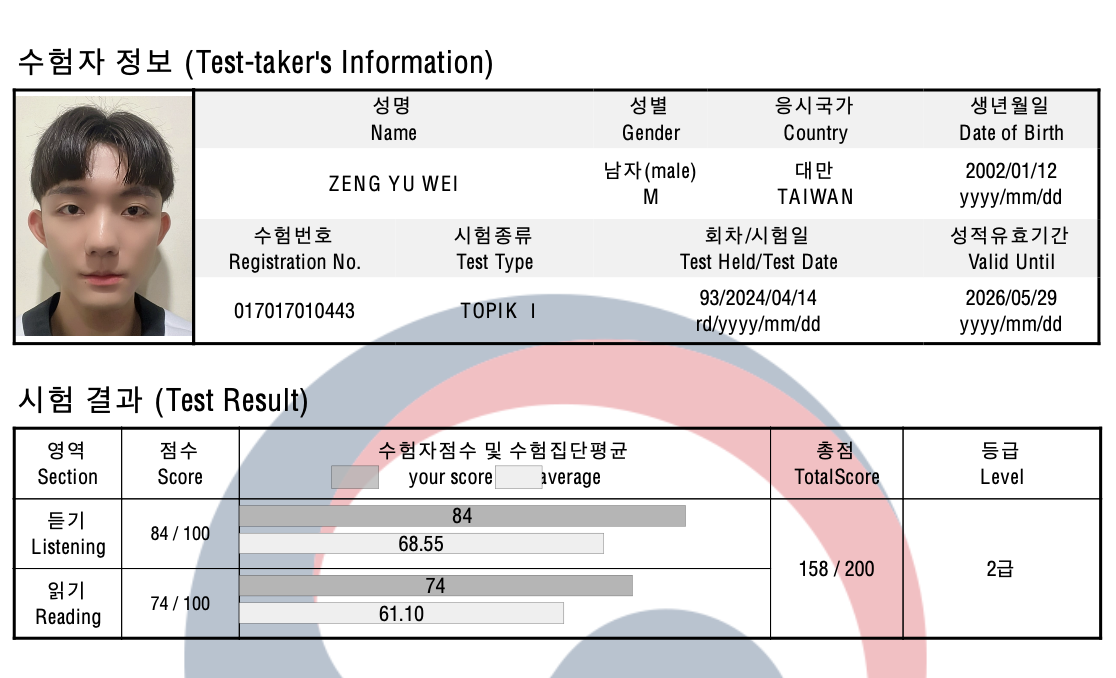 수험자 정보 (Test-taker's Information)
성명 성별 응시국가 생년월일
Name Gender Country Date of Birth
ZENG YU WEI 남자(male) 대만 2002/01/12
M TAIWAN yyyy/mm/dd
수험번호 시험종류 회차/시험일 성적유효기간
Registration No. Test Type Test Held/Test Date Valid Until
017017010443 TOPIK I 93/2024/04/14 2026/05/29
rd/yyyy/mm/dd yyyy/mm/dd
시험 결과 (Test Result)
영역 점수 수험자점수 및 수험집단평균 총점 등급
Section Score your score average TotalScore Level
듣기 84 / 100 84
Listening 68.55
158 / 200 2급
읽기 74 / 100 74
Reading 61.10